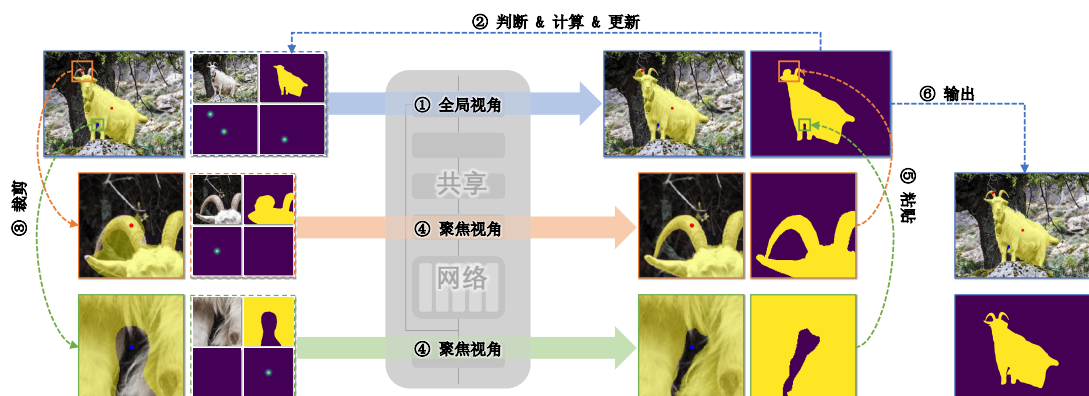 ② 判断 & 计算 & 更新
① 全局视角
⑥ 输出
共享
③ 裁剪
④ 聚焦视角
⑤ 粘贴
网络
④ 聚焦视角